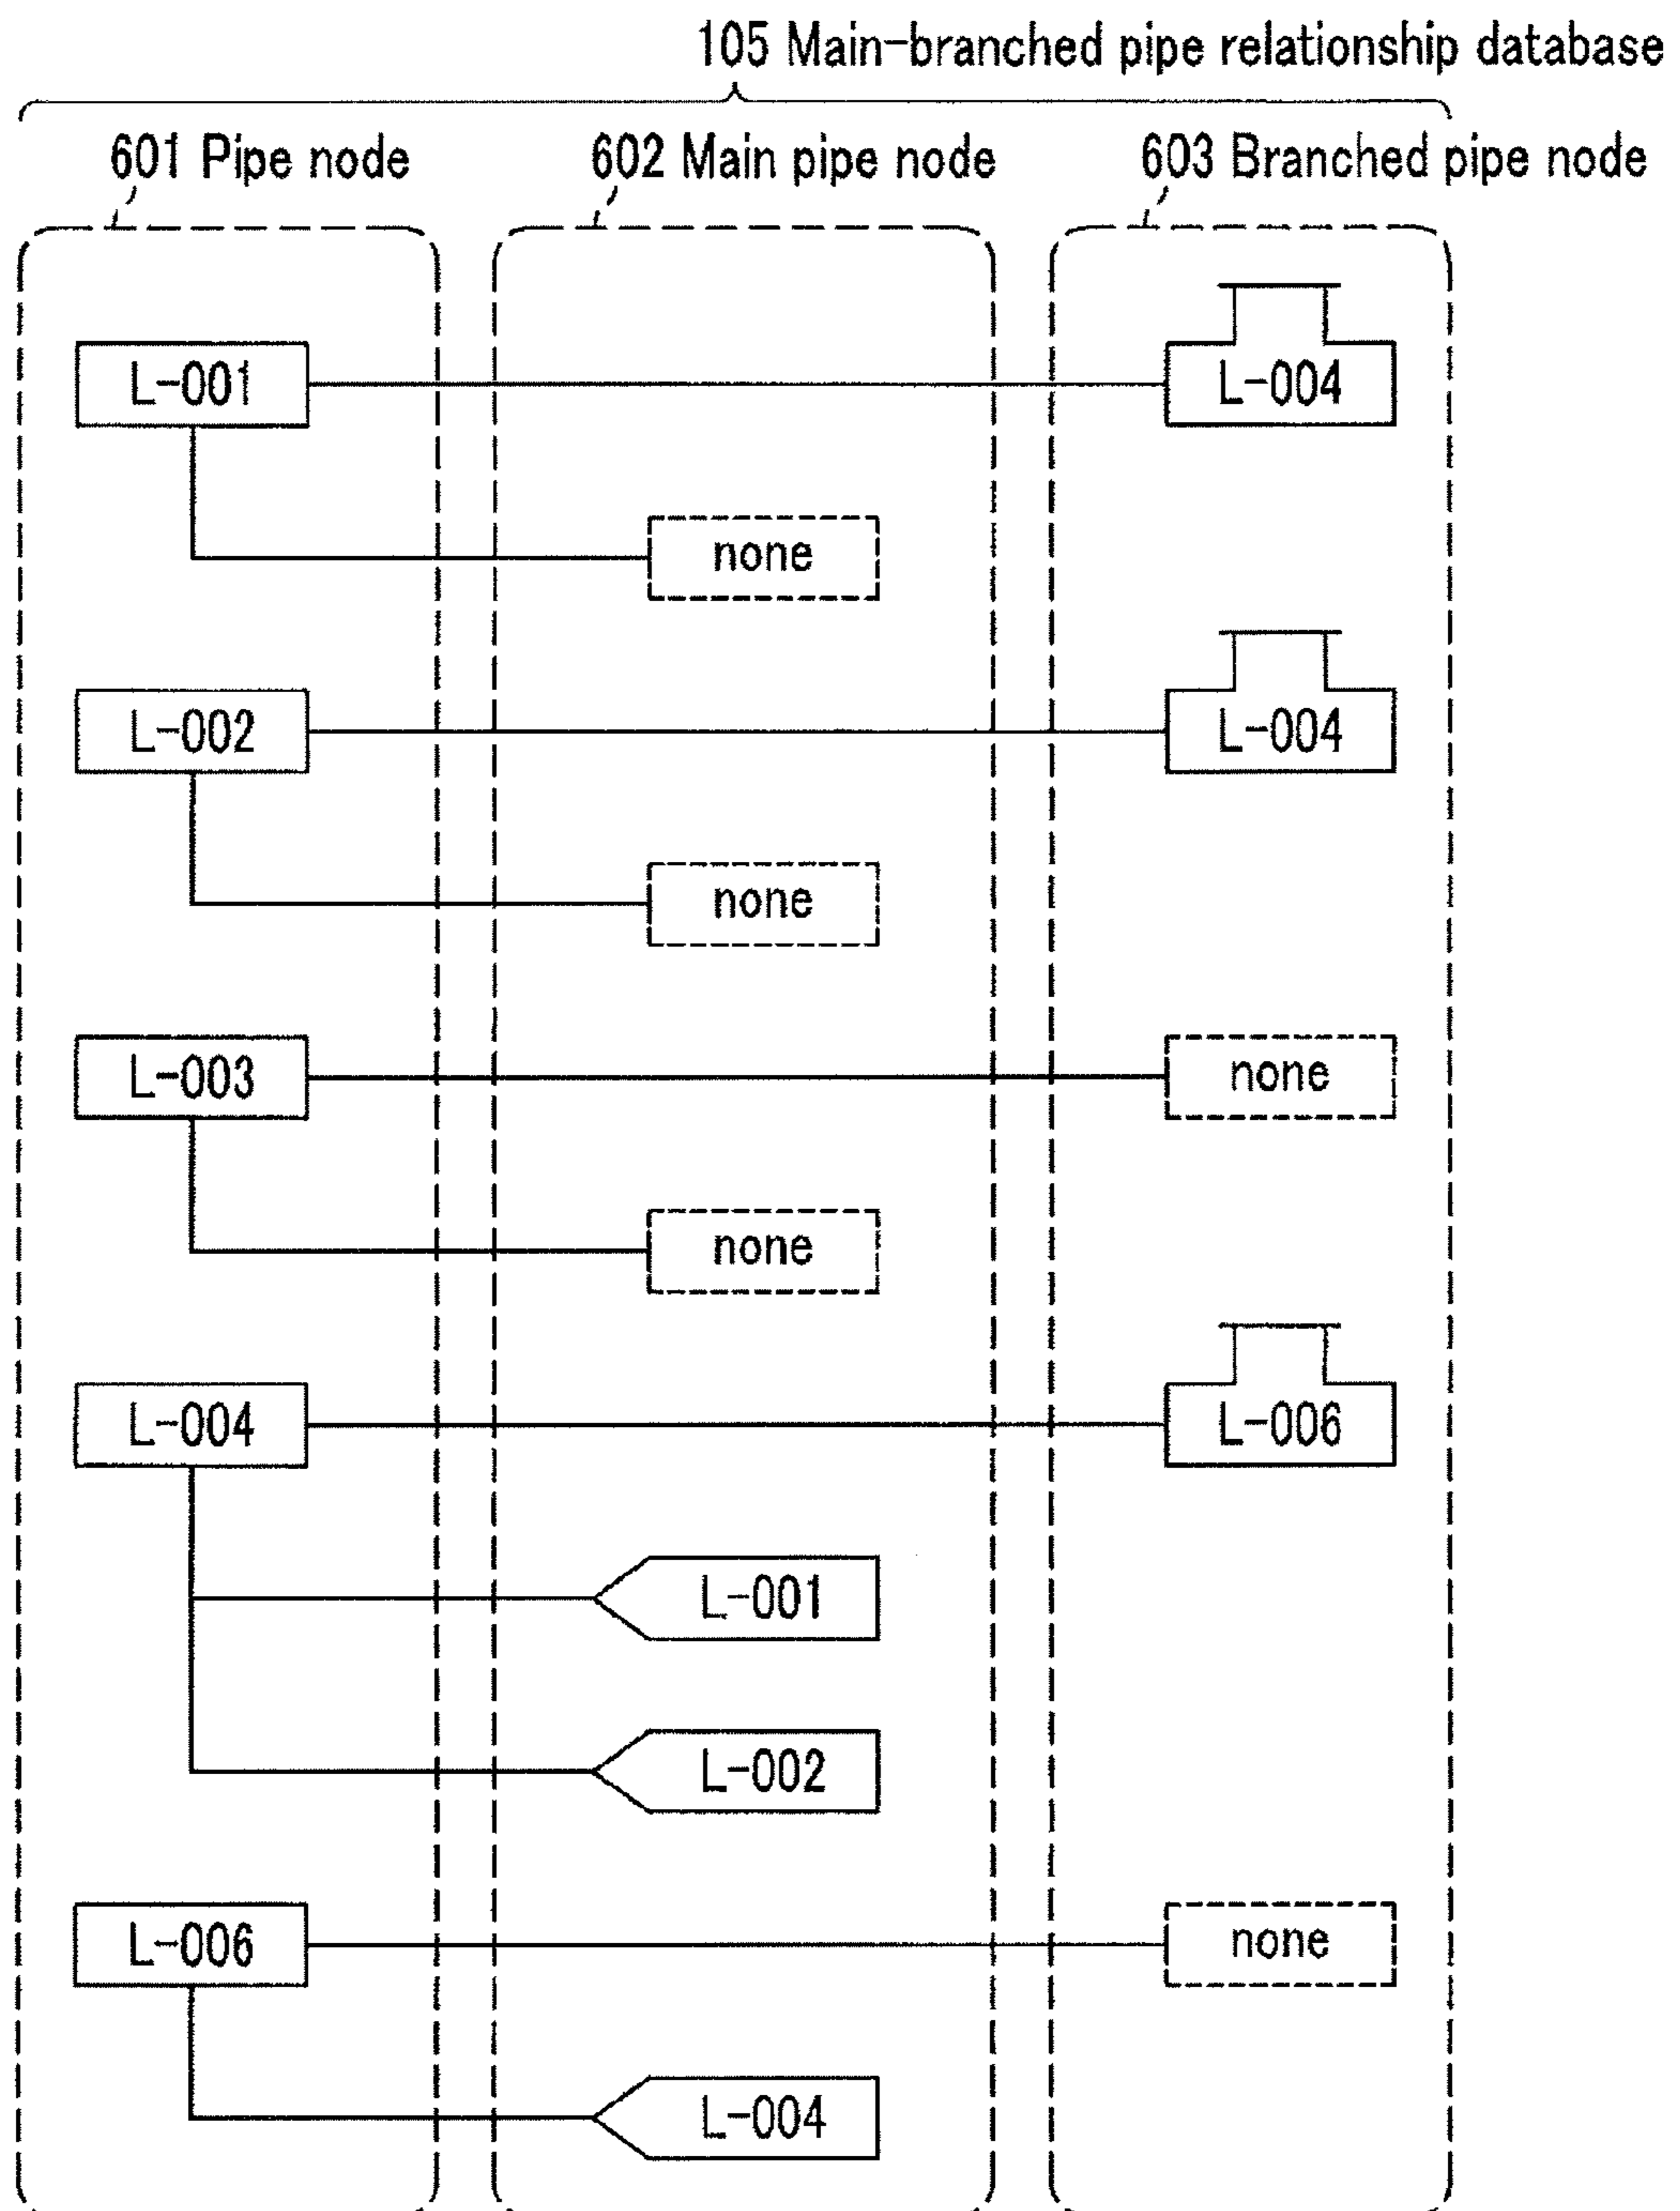 105 Main-branched pipe relationship database
601 Pipe node
602 Main pipe node
603 Branched pipe node
L-001
L-004
none
L-002
L-004
none
L-003
none
none
L-004
L-006
L-001
L-002
L-006
none
L-004